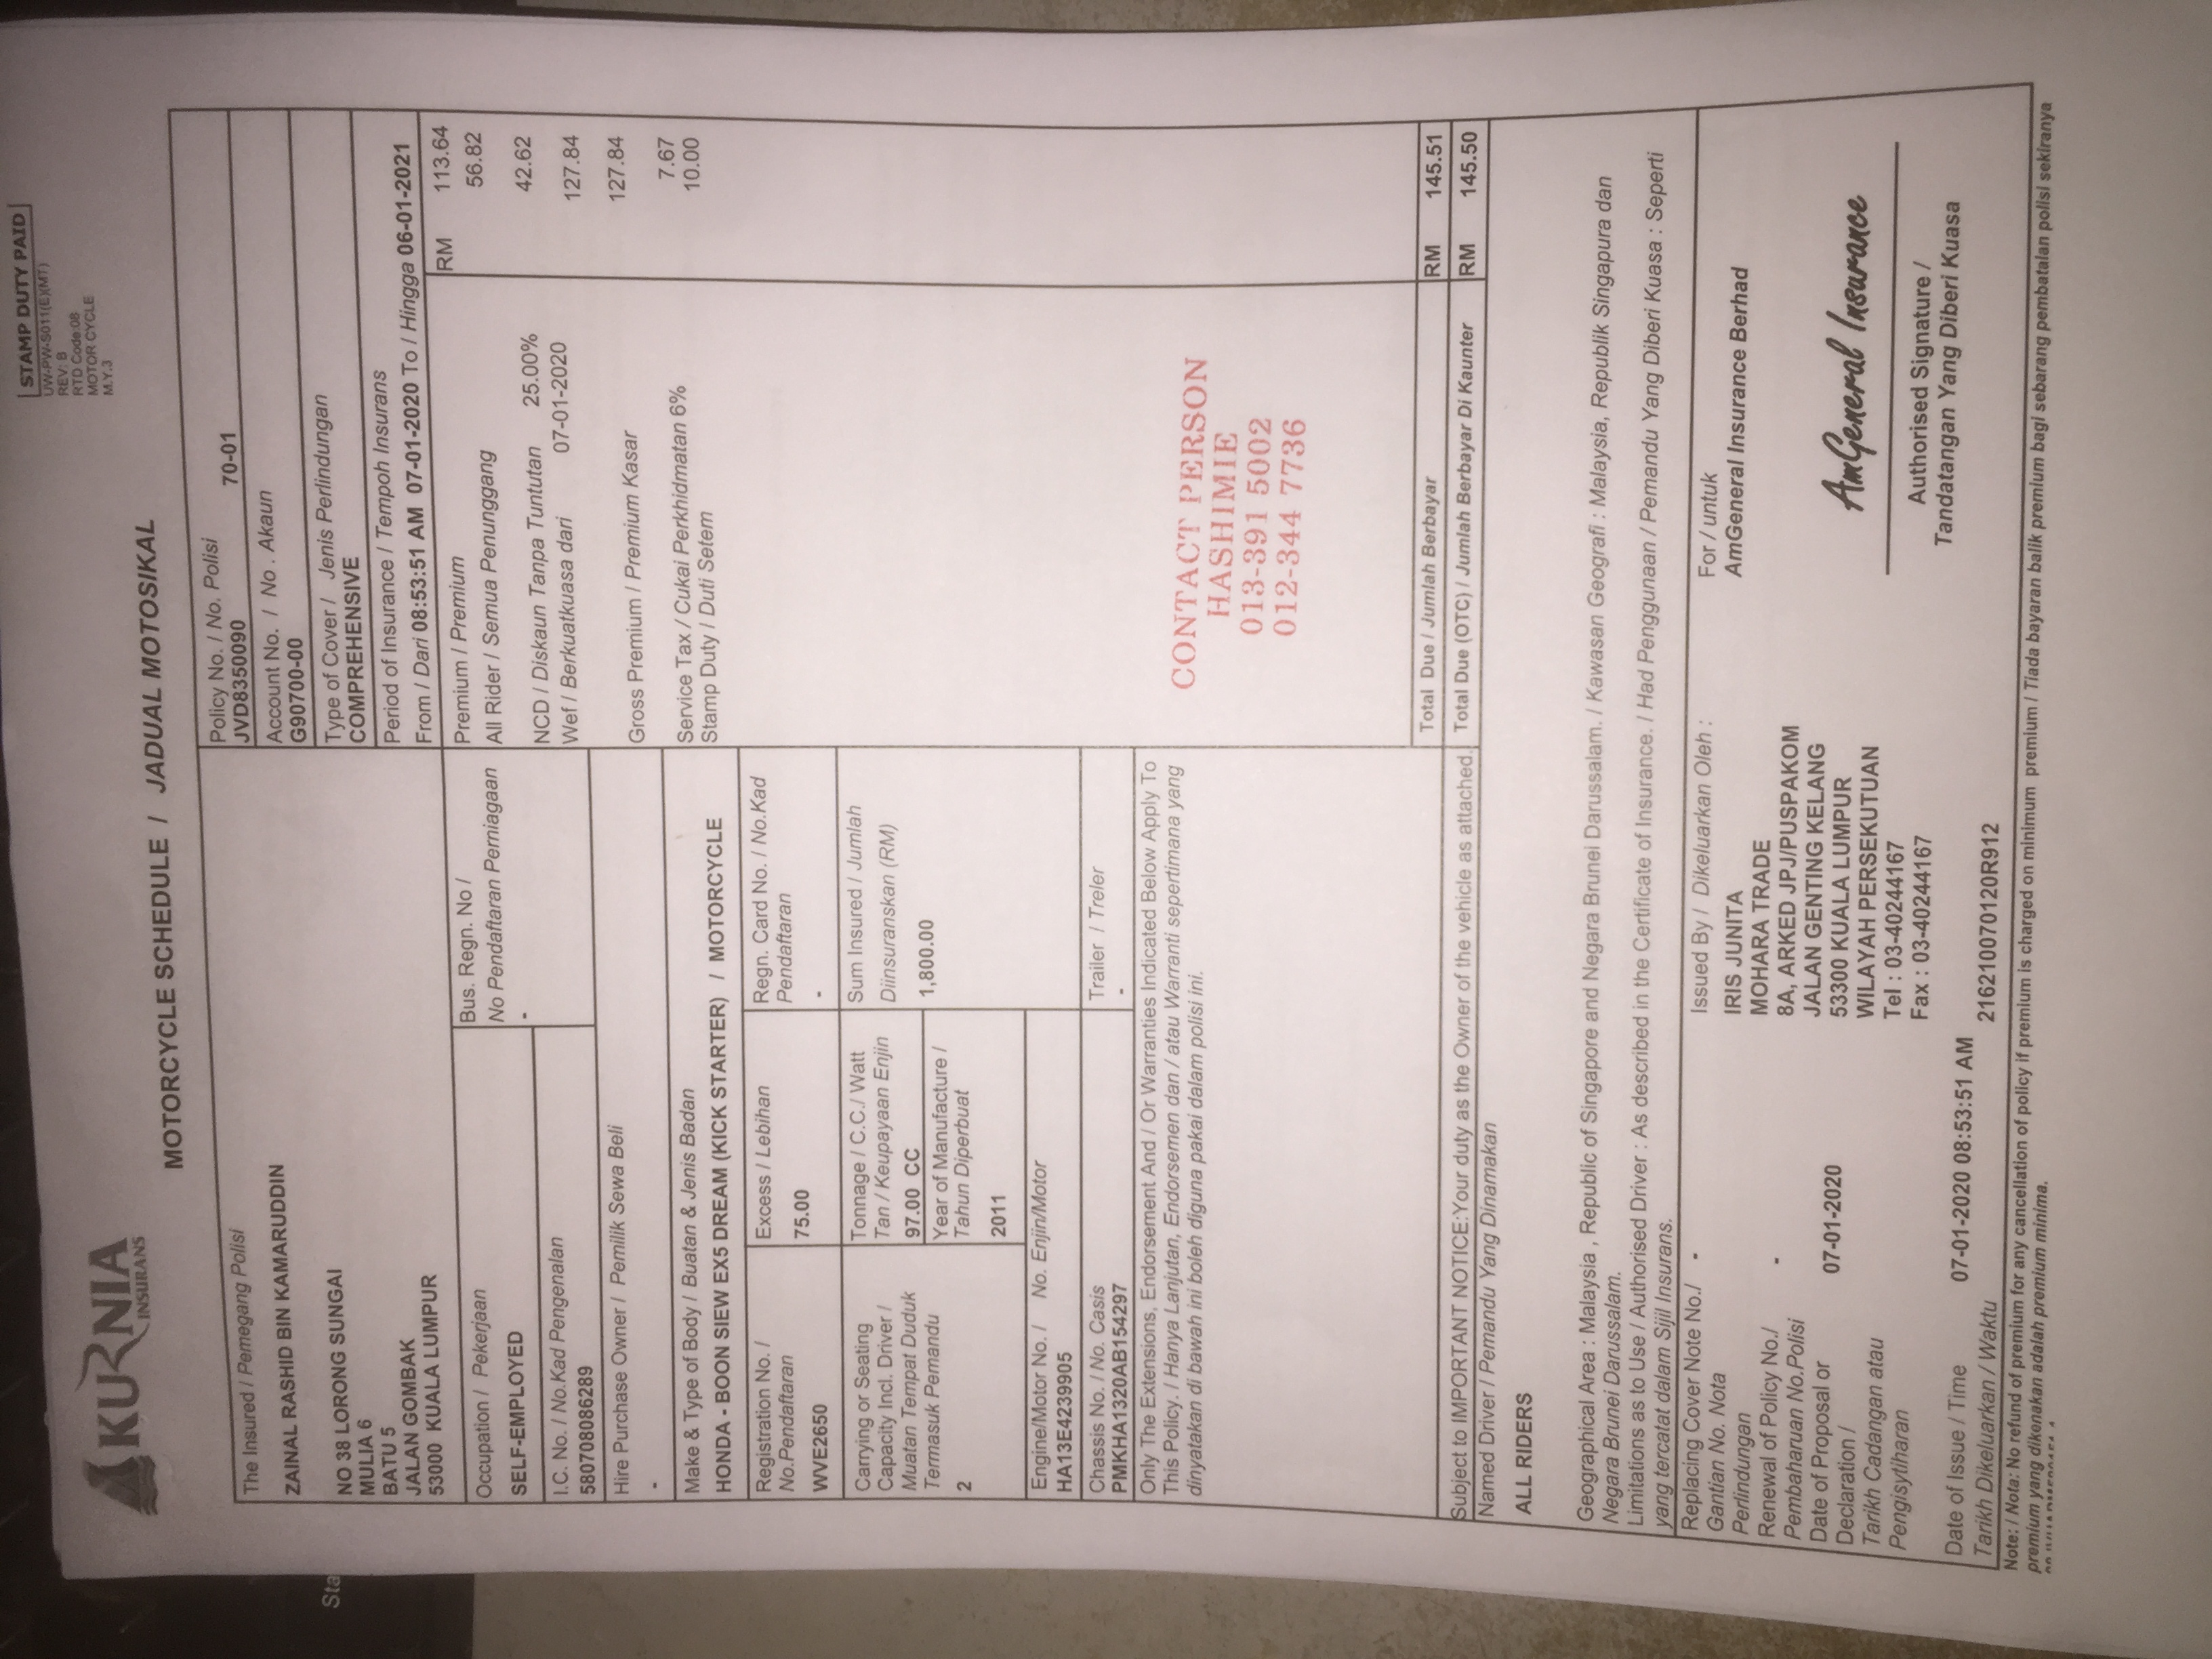 STAMP DUTY PAID
UW-PW-S011(E)(MT)
REV: B
RTD Code:08
MOTOR CYCLE
M.Y.3
KURNIA
INSURANS
MOTORCYCLE SCHEDULE / JADUAL MOTOSIKAL
The Insured / Pemegang Polisi
ZAINAL RASHID BIN KAMARUDDIN
NO 38 LORONG SUNGAI
MULIA 6
BATU 5
JALAN GOMBAK
53000 KUALA LUMPUR
Policy No. / No. Polisi
JVD8350090 70-01
Account No. / No . Akaun
G90700-00
Type of Cover / Jenis Perlindungan
COMPREHENSIVE
Period of Insurance / Tempoh Insurans
From / Dari 08:53:51 AM 07-01-2020 To / Hingga 06-01-2021
Occupation / Pekerjaan
SELF-EMPLOYED
Bus. Regn. No /
No Pendaftaran Perniagaan
-
I.C. No. / No.Kad Pengenalan
580708086289
Hire Purchase Owner / Pemilik Sewa Beli
-
Make & Type of Body / Buatan & Jenis Badan
HONDA - BOON SIEW EX5 DREAM (KICK STARTER) / MOTORCYCLE
Registration No. /
No.Pendaftaran
WVE2650
Excess / Lebihan
75.00
Regn. Card No. / No.Kad
Pendaftaran
-
Carrying or Seating
Capacity Incl. Driver /
Muatan Tempat Duduk
Termasuk Pemandu
2
Tonnage / C.C./ Watt
Tan / Keupayaan Enjin
97.00 CC
Year of Manufacture /
Tahun Diperbuat
2011
Sum Insured / Jumlah
Diinsuranskan (RM)
1,800.00
Engine/Motor No. / No. Enjin/Motor
HA13E4239905
Chassis No. / No. Casis
PMKHA1320AB154297
Trailer / Treler
-
Only The Extensions, Endorsement And / Or Warranties Indicated Below Apply To
This Policy. / Hanya Lanjutan, Endorsemen dan / atau Warranti sepertimana yang
dinyatakan di bawah ini boleh diguna pakai dalam polisi ini.
Premium / Premium RM 113.64
All Rider / Semua Penunggang 56.82
NCD / Diskaun Tanpa Tuntutan 25.00% 42.62
Wef / Berkuatkuasa dari 07-01-2020
127.84
Gross Premium / Premium Kasar 127.84
Service Tax / Cukai Perkhidmatan 6% 7.67
Stamp Duty / Duti Setem 10.00
CONTACT PERSON
HASHIMIE
013-391 5002
012-344 7736
Total Due / Jumlah Berbayar RM 145.51
Subject to IMPORTANT NOTICE:Your duty as the Owner of the vehicle as attached.
Total Due (OTC) / Jumlah Berbayar Di Kaunter RM 145.50
Named Driver / Pemandu Yang Dinamakan
ALL RIDERS
Geographical Area : Malaysia , Republic of Singapore and Negara Brunei Darussalam. / Kawasan Geografi : Malaysia, Republik Singapura dan
Negara Brunei Darussalam.
Limitations as to Use / Authorised Driver : As described in the Certificate of Insurance. / Had Penggunaan / Pemandu Yang Diberi Kuasa : Seperti
yang tercatat dalam Sijil Insurans.
Replacing Cover Note No./ -
Gantian No. Nota
Perlindungan
Renewal of Policy No./ -
Pembaharuan No.Polisi
Date of Proposal or
Declaration / 07-01-2020
Tarikh Cadangan atau
Pengisytiharan
Date of Issue / Time 07-01-2020 08:53:51 AM
Tarikh Dikeluarkan / Waktu
Issued By / Dikeluarkan Oleh :
IRIS JUNITA
MOHARA TRADE
8A, ARKED JPJ/PUSPAKOM
JALAN GENTING KELANG
53300 KUALA LUMPUR
WILAYAH PERSEKUTUAN
Tel : 03-40244167
Fax : 03-40244167
216210070120R912
For / untuk
AmGeneral Insurance Berhad
AmGeneral Insurance
Authorised Signature /
Tandatangan Yang Diberi Kuasa
Note: / Nota: No refund of premium for any cancellation of policy if premium is charged on minimum premium / Tiada bayaran balik premium bagi sebarang pembatalan polisi sekiranya
premium yang dikenakan adalah premium minima.